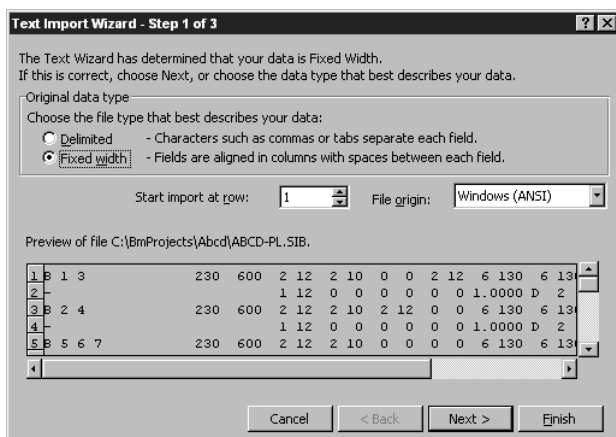 Text Import Wizard - Step 1 of 3
The Text Wizard has determined that your data is Fixed Width.
If this is correct, choose Next, or choose the data type that best describes your data.
Original data type
Choose the file type that best describes your data:
Delimited - Characters such as commas or tabs separate each field.
Fixed width - Fields are aligned in columns with spaces between each field.
Start import at row: 1 File origin: Windows (ANSI)
Preview of file C:\BmProjects\Abcd\ABCD-PL.SIB.
1 B 1 3 230 600 2 12 2 10 0 0 2 12 6 130 6 130
2 - 1 12 0 0 0 0 0 1.0000 D 2
3 B 2 4 230 600 2 12 2 10 2 12 0 0 6 130 6 130
4 - 1 12 0 0 0 0 0 1.0000 D 2
5 B 5 6 7 230 600 2 12 2 10 0 0 0 0 6 130 6 13
Cancel < Back Next > Finish